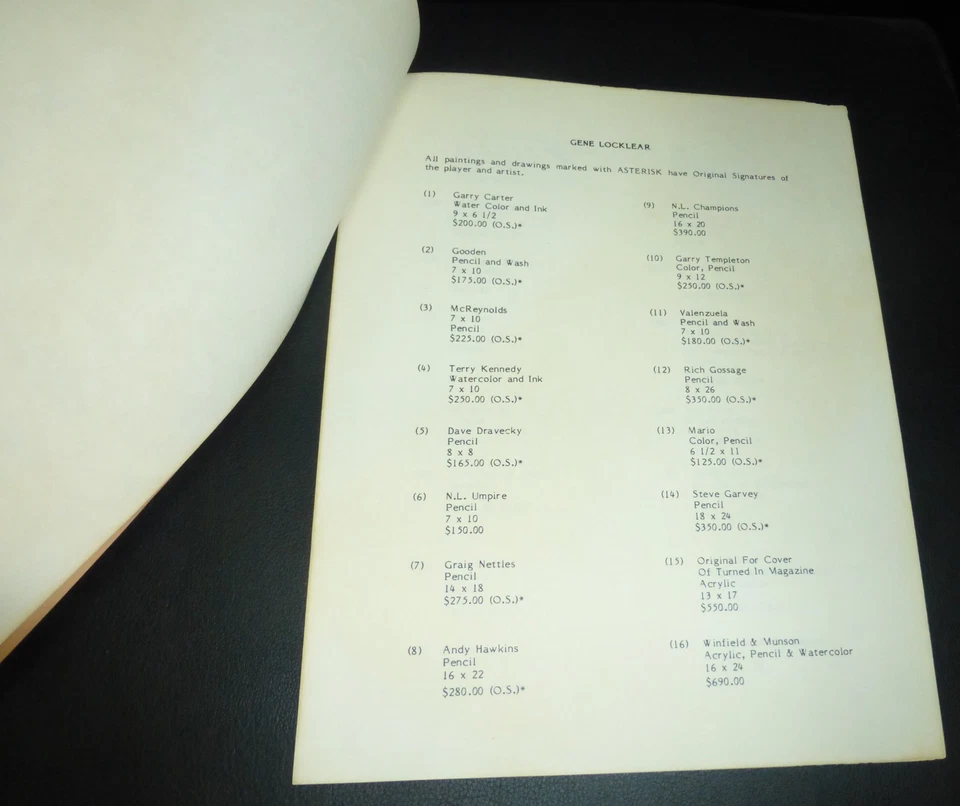 GENE LOCKLEAR
All paintings and drawings marked with ASTERISK have Original Signatures of
the player and artist.
(1) Garry Carter
Water Color and Ink
9 x 6 1/2
$200.00 (O.S.)*
(2) Gooden
Pencil and Wash
7 x 10
$175.00 (O.S.)*
(3) McReynolds
7 x 10
Pencil
$225.00 (O.S.)*
(4) Terry Kennedy
Watercolor and Ink
7 x 10
$250.00 (O.S.)*
(5) Dave Dravecky
Pencil
8 x 8
$165.00 (O.S.)*
(6) N.L. Umpire
Pencil
7 x 10
$150.00
(7) Graig Nettles
Pencil
14 x 18
$275.00 (O.S.)*
(8) Andy Hawkins
Pencil
16 x 22
$280.00 (O.S.)*
(9) N.L. Champions
Pencil
16 x 20
$390.00
(10) Garry Templeton
Color, Pencil
9 x 12
$250.00 (O.S.)*
(11) Valenzuela
Pencil and Wash
7 x 10
$180.00 (O.S.)*
(12) Rich Gossage
Pencil
8 x 26
$350.00 (O.S.)*
(13) Mario
Color, Pencil
6 1/2 x 11
$125.00 (O.S.)*
(14) Steve Garvey
Pencil
18 x 24
$350.00 (O.S.)*
(15) Original For Cover
Of Turned In Magazine
Acrylic
13 x 17
$550.00
(16) Winfield & Munson
Acrylic, Pencil & Watercolor
16 x 24
$690.00